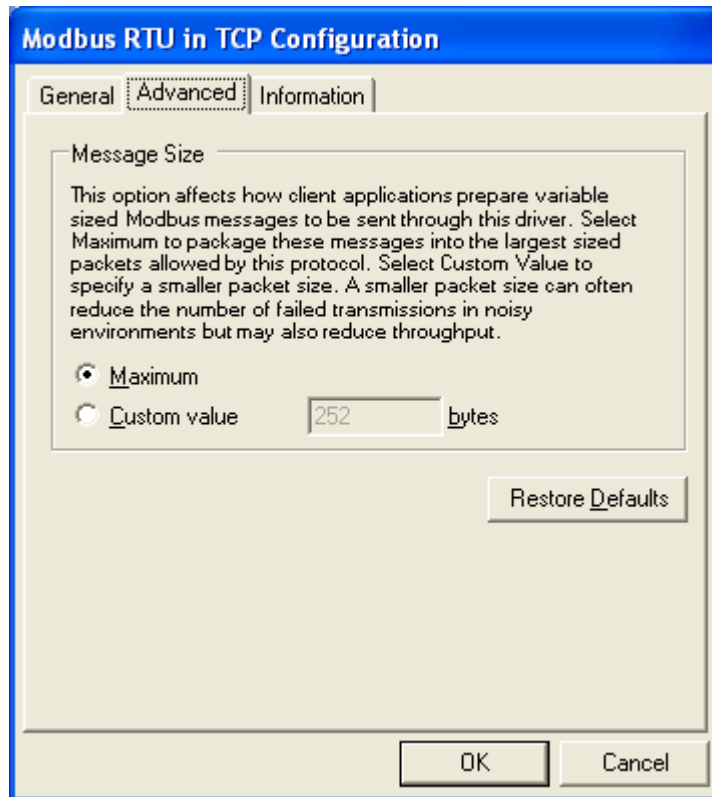 Modbus RTU in TCP Configuration
General Advanced Information
Message Size
This option affects how client applications prepare variable
sized Modbus messages to be sent through this driver. Select
Maximum to package these messages into the largest sized
packets allowed by this protocol. Select Custom Value to
specify a smaller packet size. A smaller packet size can often
reduce the number of failed transmissions in noisy
environments but may also reduce throughput.
Maximum
Custom value 252 bytes
Restore Defaults
OK Cancel